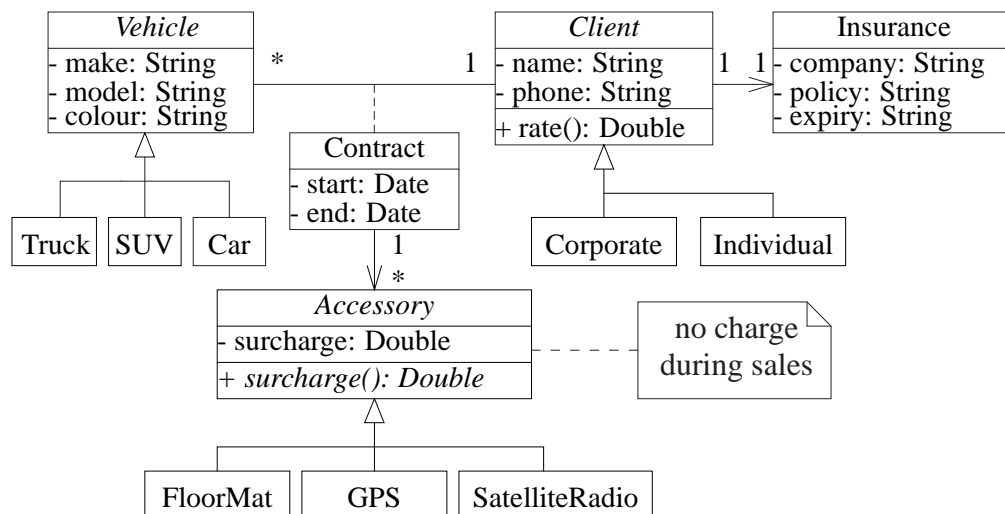 Vehicle
- make: String
- model: String
- colour: String
* 1
Client
- name: String
- phone: String
+ rate(): Double
1 1
Insurance
- company: String
- policy: String
- expiry: String
Contract
- start: Date
- end: Date
1
*
Truck
SUV
Car
Corporate
Individual
Accessory
- surcharge: Double
+ surcharge(): Double
no charge
during sales
FloorMat
GPS
SatelliteRadio